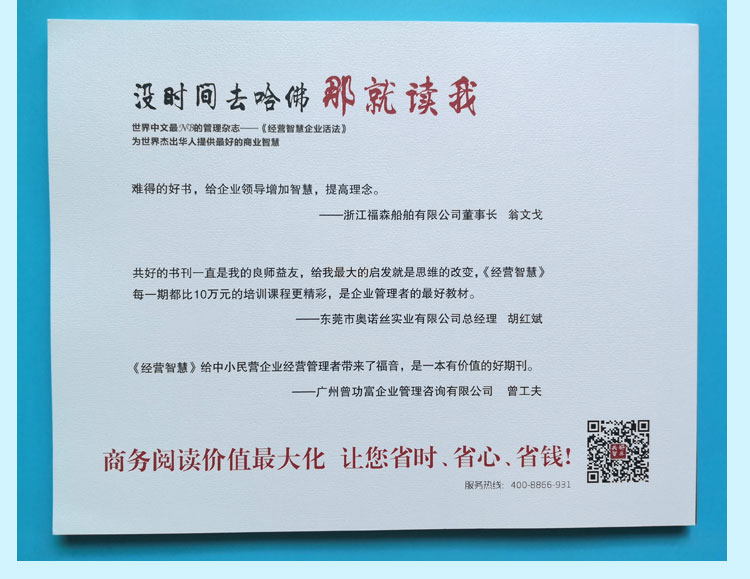 没时间去哈佛 那就读我
世界中文最NB的管理杂志——《经营智慧企业活法》
为世界杰出华人提供最好的商业智慧
难得的好书，给企业领导增加智慧，提高理念。
——浙江福森船舶有限公司董事长 翁文戈
共好的书刊一直是我的良师益友，给我最大的启发就是思维的改变，《经营智慧》
每一期都比10万元的培训课程更精彩，是企业管理者的最好教材。
——东莞市奥诺丝实业有限公司总经理 胡红斌
《经营智慧》给中小民营企业经营管理者带来了福音，是一本有价值的好期刊。
——广州曾功富企业管理咨询有限公司 曾工夫
商务阅读价值最大化 让您省时、省心、省钱!
服务热线：400-8866-931